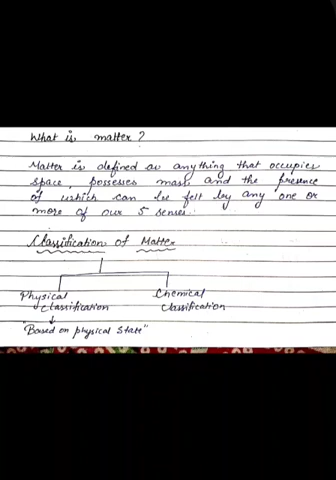 What is matter?
Matter is defined as anything that occupies
space, possesses mass and the presence
of which can be felt by any one or
more of our 5 senses.
Classification of Matter
Physical Classification
Chemical Classification
"Based on physical state"